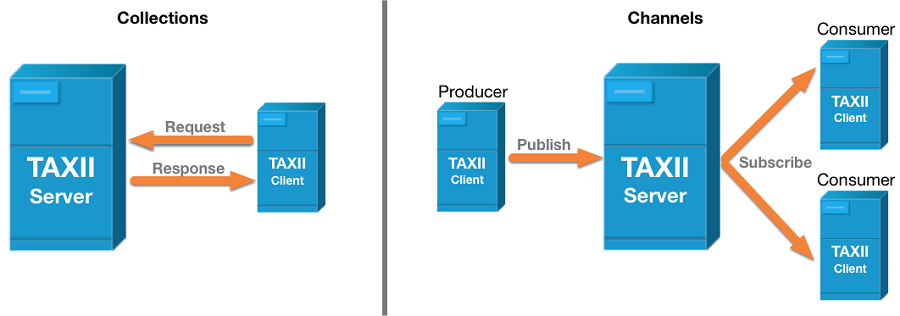 Collections
TAXII
Server
Request
Response
TAXII
Client
Channels
Producer
TAXII
Client
Publish
TAXII
Server
Subscribe
Consumer
TAXII
Client
Consumer
TAXII
Client